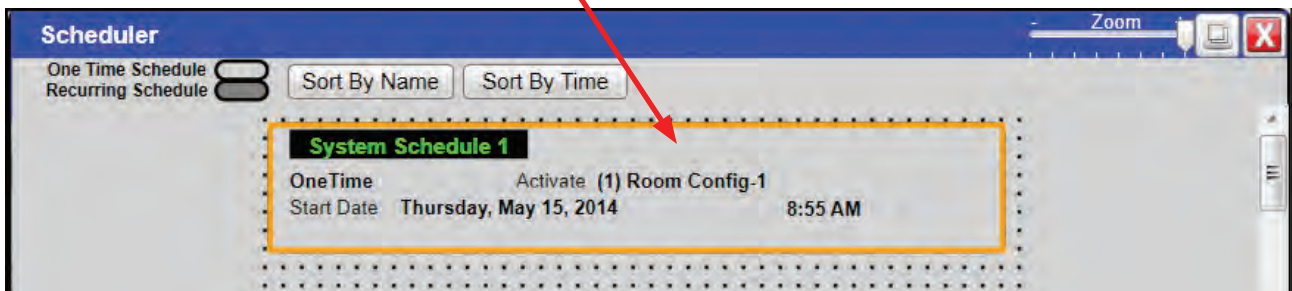 Scheduler
- Zoom +
One Time Schedule
Recurring Schedule
Sort By Name Sort By Time
X
System Schedule 1
OneTime Activate (1) Room Config-1
Start Date Thursday, May 15, 2014 8:55 AM